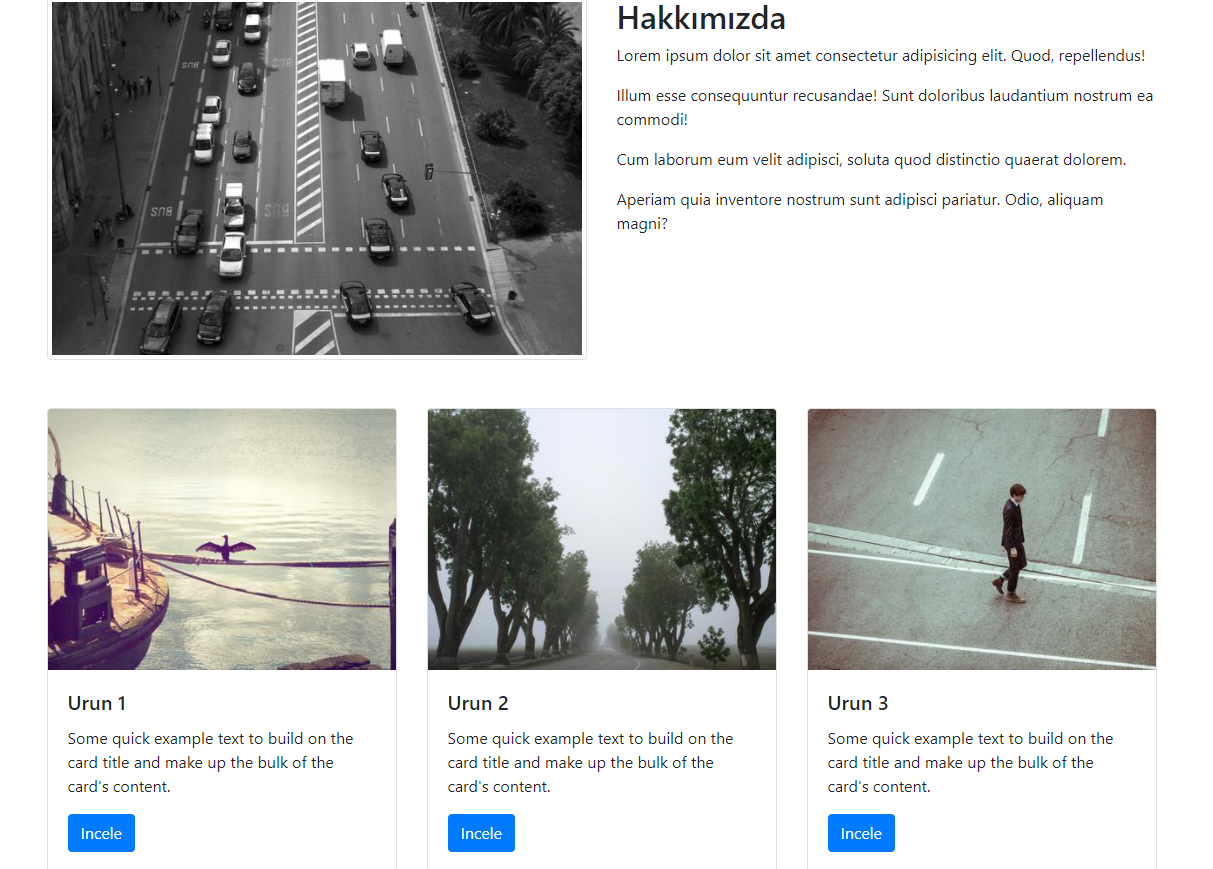 Hakkımızda
Lorem ipsum dolor sit amet consectetur adipisicing elit. Quod, repellendus!
Illum esse consequuntur recusandae! Sunt doloribus laudantium nostrum ea
commodi!
Cum laborum eum velit adipisci, soluta quod distinctio quaerat dolorem.
Aperiam quia inventore nostrum sunt adipisci pariatur. Odio, aliquam
magni?
BUS
BUS
BUS
BUS
Urun 1
Some quick example text to build on the
card title and make up the bulk of the
card's content.
Incele
Urun 2
Some quick example text to build on the
card title and make up the bulk of the
card's content.
Incele
Urun 3
Some quick example text to build on the
card title and make up the bulk of the
card's content.
Incele